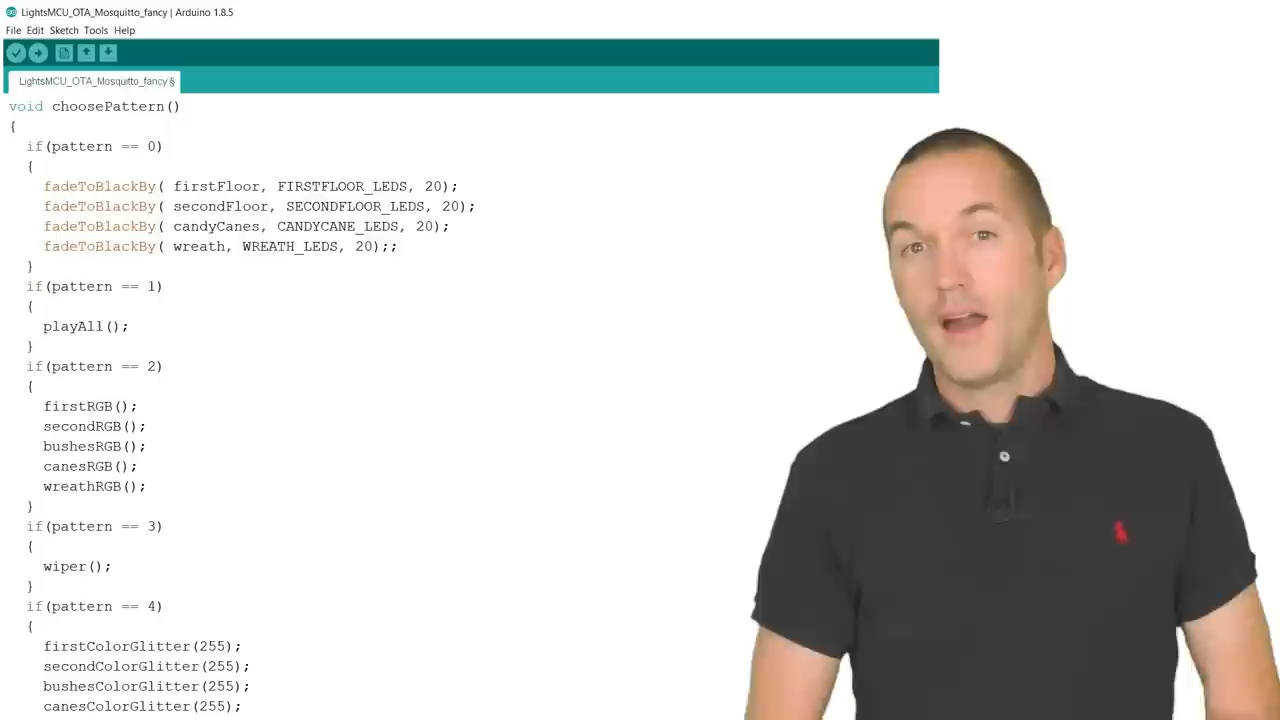 LightsMCU_OTA_Mosquitto_fancy | Arduino 1.8.5
File Edit Sketch Tools Help
LightsMCU_OTA_Mosquitto_fancy §
void choosePattern()
{
if(pattern == 0)
{
fadeToBlackBy( firstFloor, FIRSTFLOOR_LEDS, 20);
fadeToBlackBy( secondFloor, SECONDFLOOR_LEDS, 20);
fadeToBlackBy( candyCanes, CANDYCANE_LEDS, 20);
fadeToBlackBy( wreath, WREATH_LEDS, 20);;
}
if(pattern == 1)
{
playAll();
}
if(pattern == 2)
{
firstRGB();
secondRGB();
bushesRGB();
canesRGB();
wreathRGB();
}
if(pattern == 3)
{
wiper();
}
if(pattern == 4)
{
firstColorGlitter(255);
secondColorGlitter(255);
bushesColorGlitter(255);
canesColorGlitter(255);